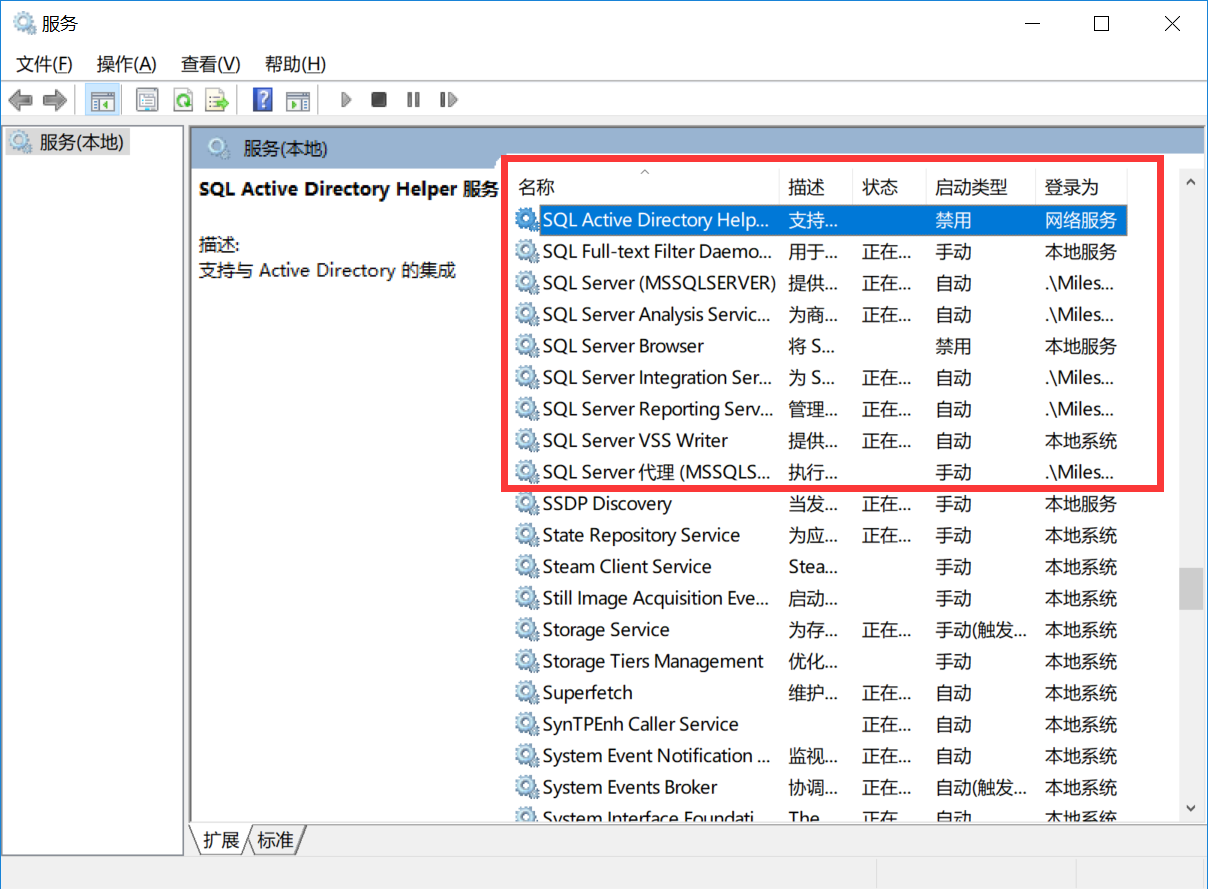 服务
文件(F) 操作(A) 查看(V) 帮助(H)
服务(本地)
服务(本地)
SQL Active Directory Helper 服务
描述:
支持与 Active Directory 的集成
名称 描述 状态 启动类型 登录为
SQL Active Directory Help... 支持... 禁用 网络服务
SQL Full-text Filter Daemo... 用于... 正在... 手动 本地服务
SQL Server (MSSQLSERVER) 提供... 正在... 自动 .\Miles...
SQL Server Analysis Servic... 为商... 正在... 自动 .\Miles...
SQL Server Browser 将 S... 禁用 本地服务
SQL Server Integration Ser... 为 S... 正在... 自动 .\Miles...
SQL Server Reporting Serv... 管理... 正在... 自动 .\Miles...
SQL Server VSS Writer 提供... 正在... 自动 本地系统
SQL Server 代理 (MSSQLS... 执行... 手动 .\Miles...
SSDP Discovery 当发... 正在... 手动 本地服务
State Repository Service 为应... 正在... 手动 本地系统
Steam Client Service Stea... 手动 本地系统
Still Image Acquisition Eve... 启动... 手动 本地系统
Storage Service 为存... 正在... 手动(触发... 本地系统
Storage Tiers Management 优化... 手动 本地系统
Superfetch 维护... 正在... 自动 本地系统
SynTPEnh Caller Service 正在... 自动 本地系统
System Event Notification ... 监视... 正在... 自动 本地系统
System Events Broker 协调... 正在... 自动(触发... 本地系统
System Interface Foundati The 正在 自动 本地系统
扩展 标准